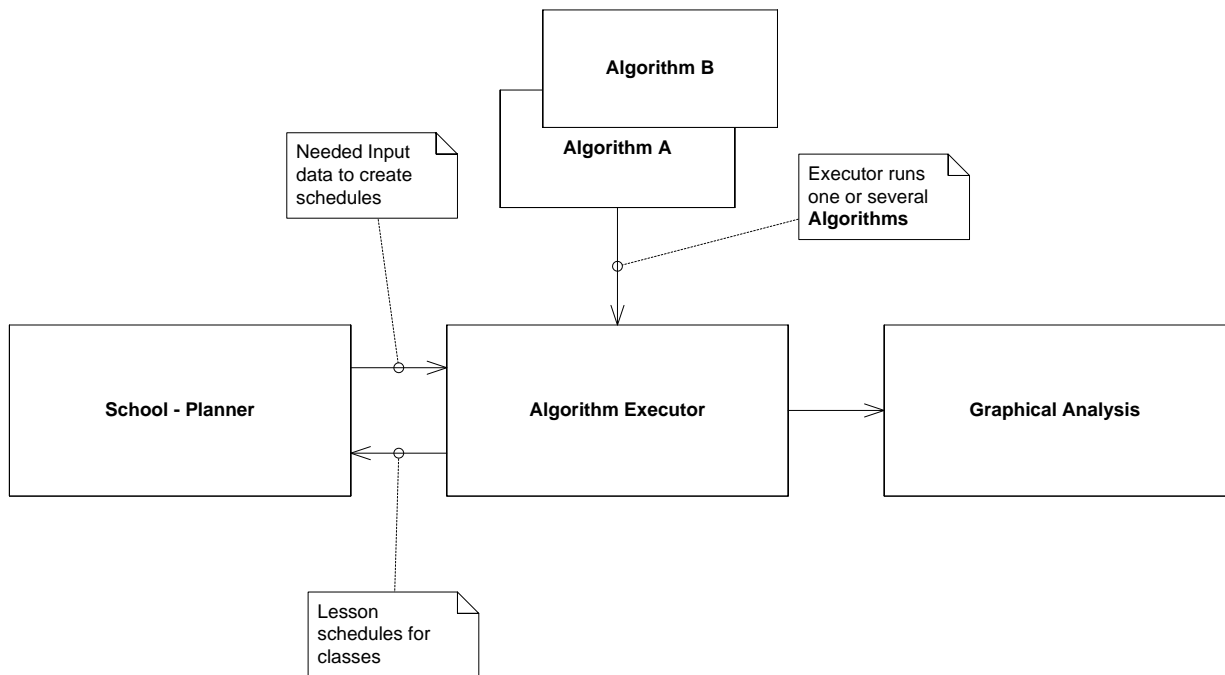 Algorithm B
Algorithm A
Needed Input
data to create
schedules
Executor runs
one or several
Algorithms
School - Planner
Algorithm Executor
Graphical Analysis
Lesson
schedules for
classes